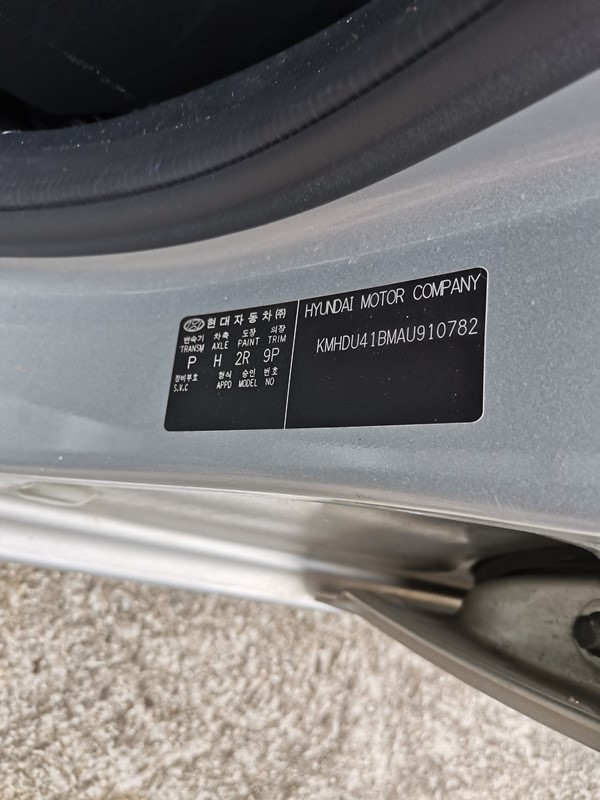 현대자동차㈜
변속기 차축 도장 의장
TRANSM AXLE PAINT TRIM
P H 2R 9P
정비부호 형식 승인 번호
S.V.C APPD MODEL NO
HYUNDAI MOTOR COMPANY
KMHDU41BMAU910782